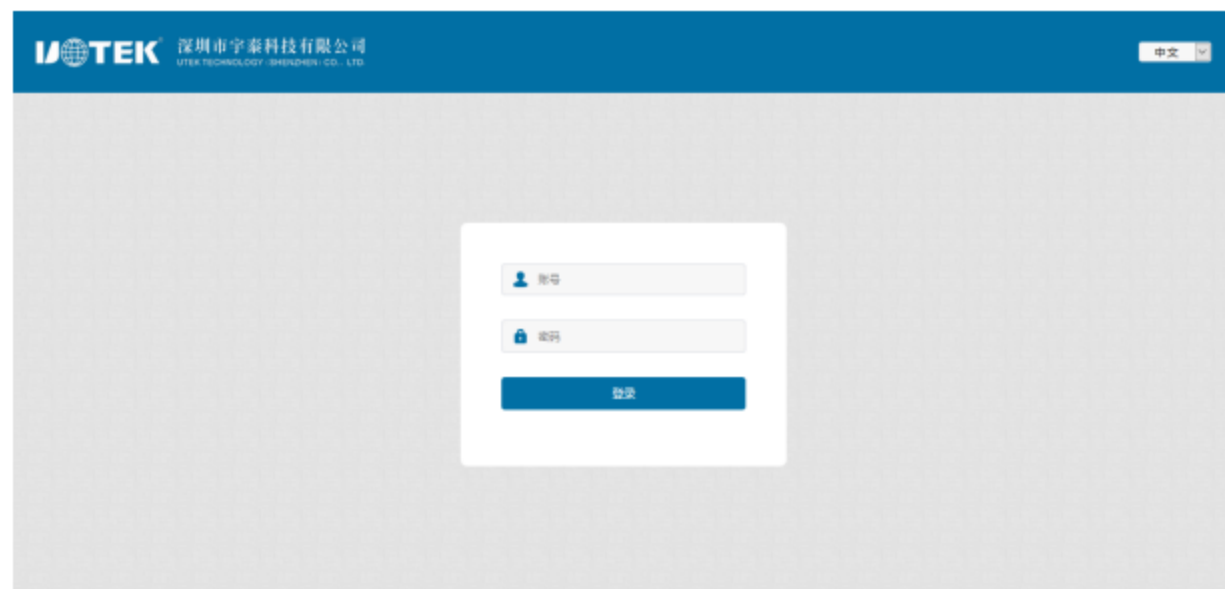 UTEK 深圳市宇泰科技有限公司
UTEK TECHNOLOGY (SHENZHEN) CO., LTD.
中文
账号
密码
登录